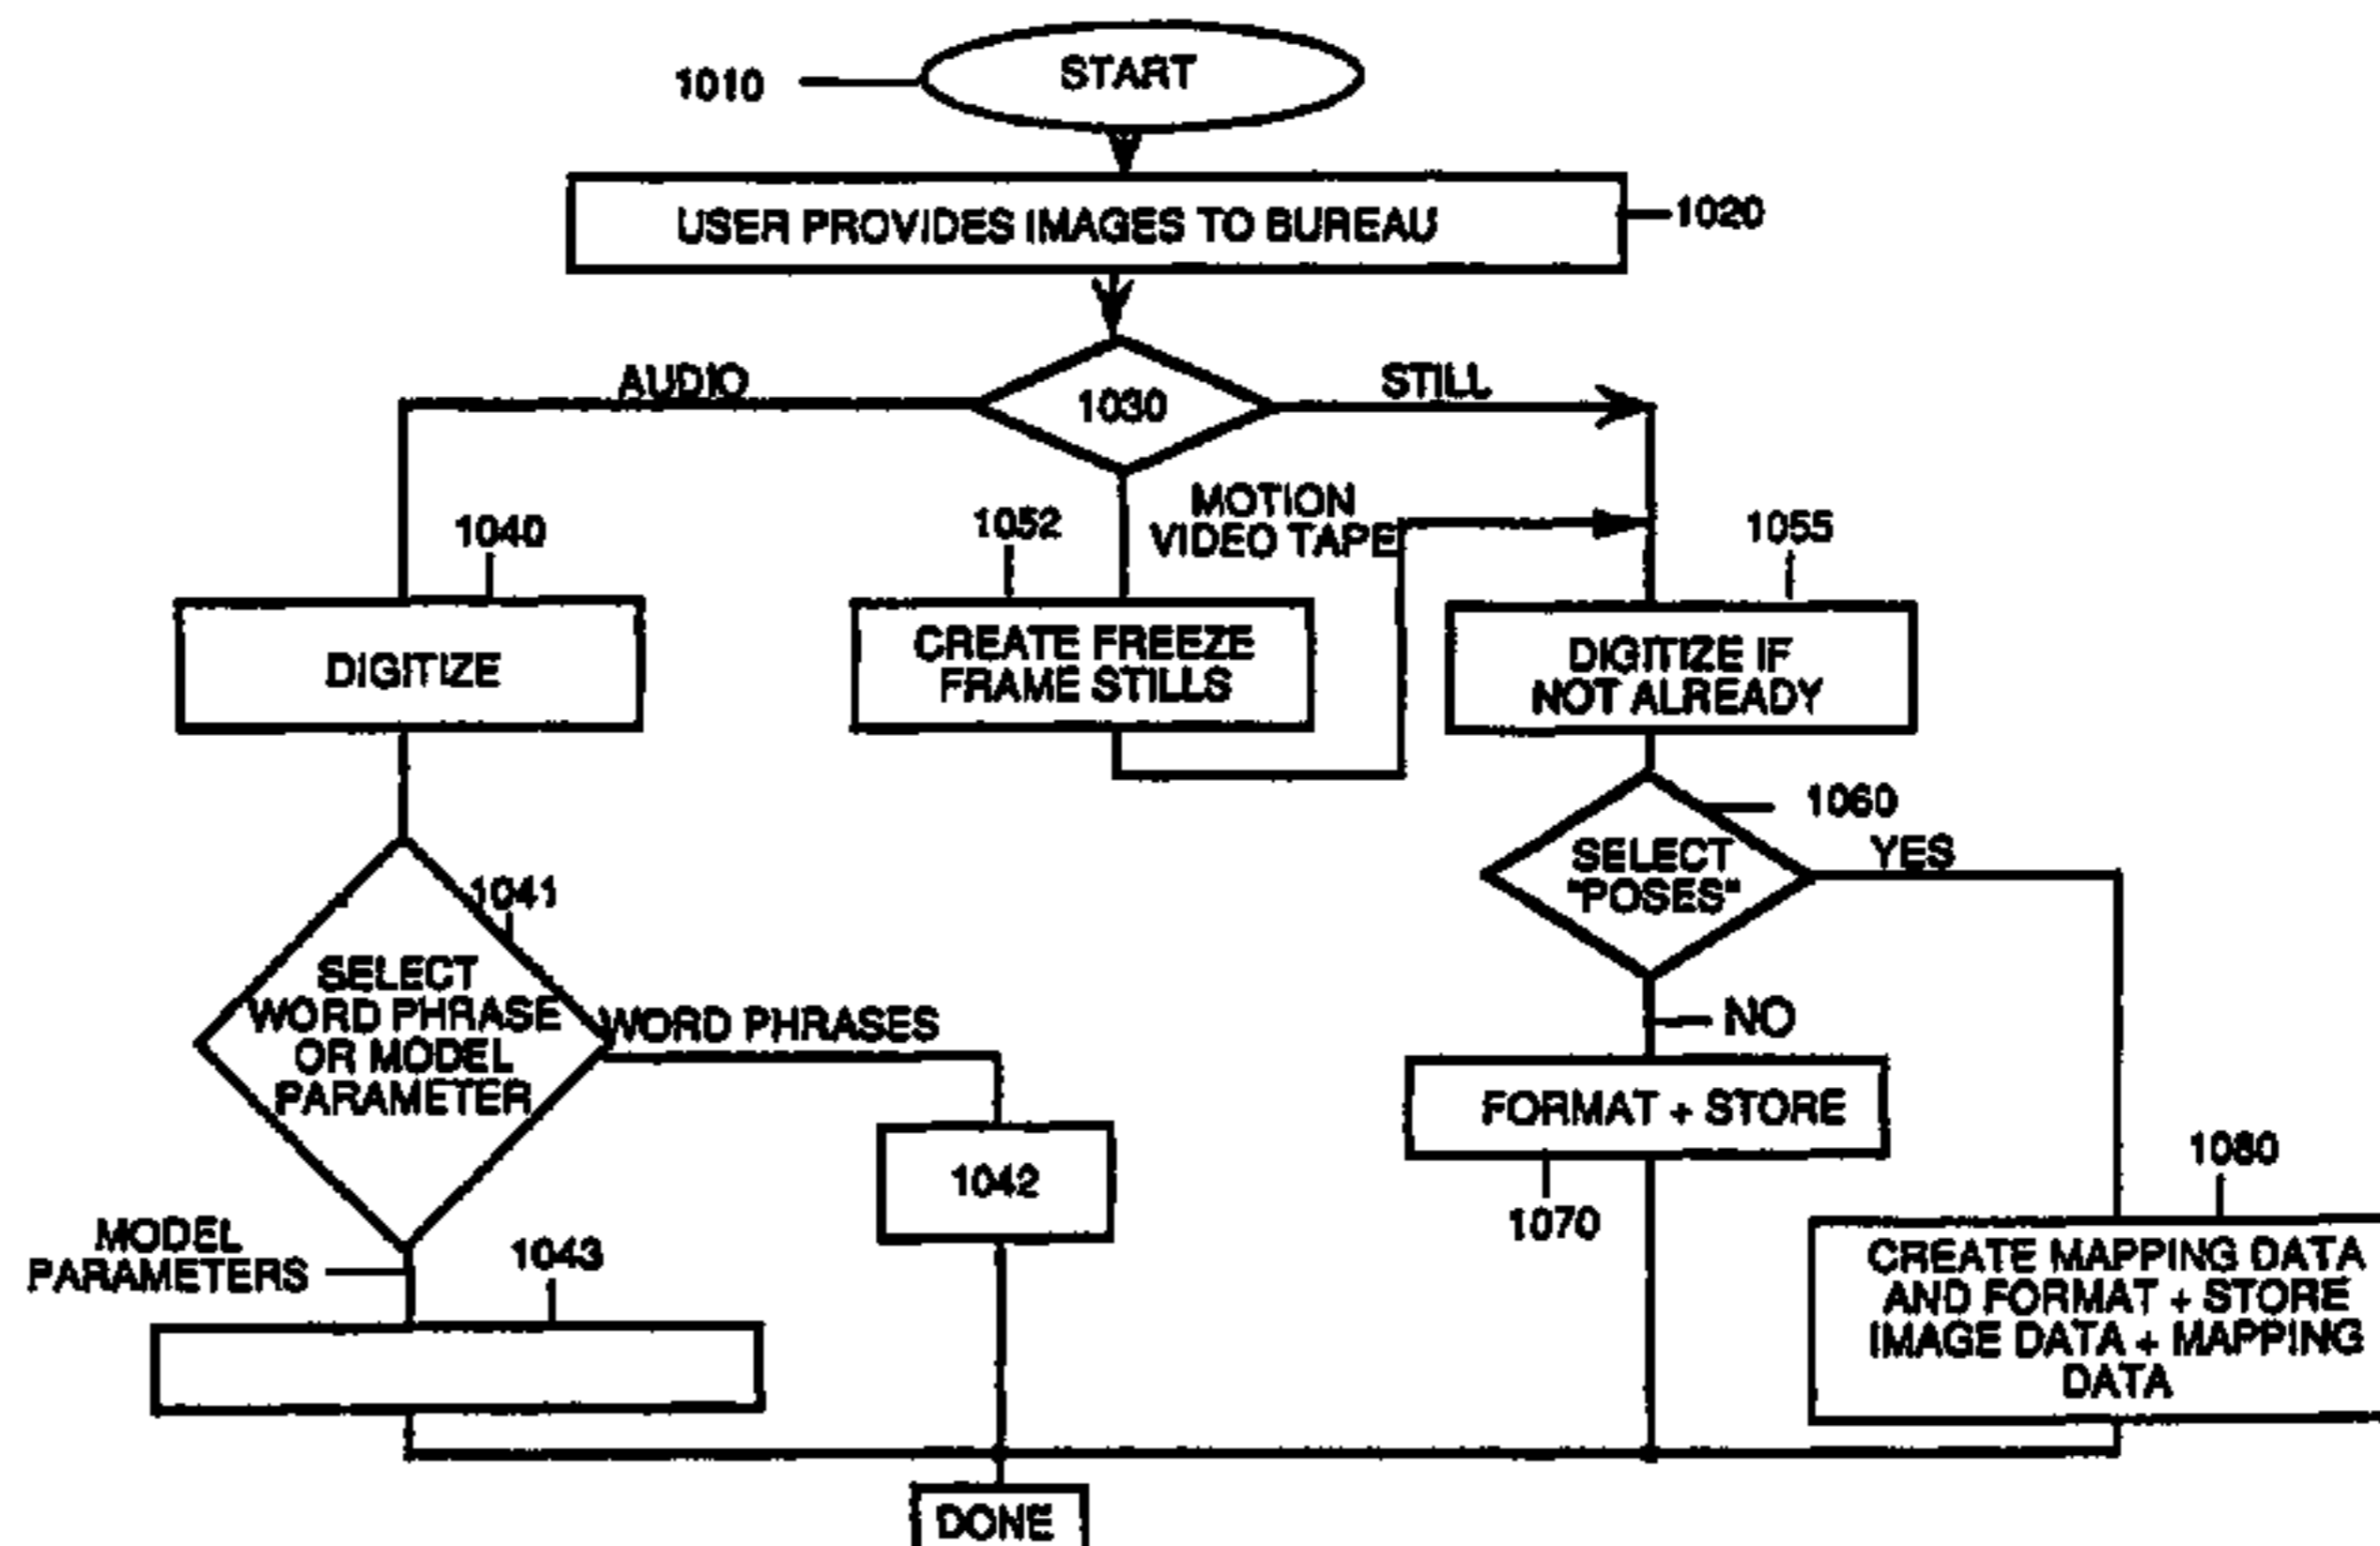 START
1010
USER PROVIDES IMAGES TO BUREAU
1020
AUDIO
1030
STILL
MOTION
VIDEO TAPE
1040
1052
1055
DIGITIZE
CREATE FREEZE
FRAME STILLS
DIGITIZE IF
NOT ALREADY
1060
1041
SELECT
"POSES"
YES
SELECT
WORD PHRASE
OR MODEL
PARAMETER
WORD PHRASES
NO
FORMAT + STORE
1042
1070
1080
MODEL
PARAMETERS
1043
CREATE MAPPING DATA
AND FORMAT + STORE
IMAGE DATA + MAPPING
DATA
DONE